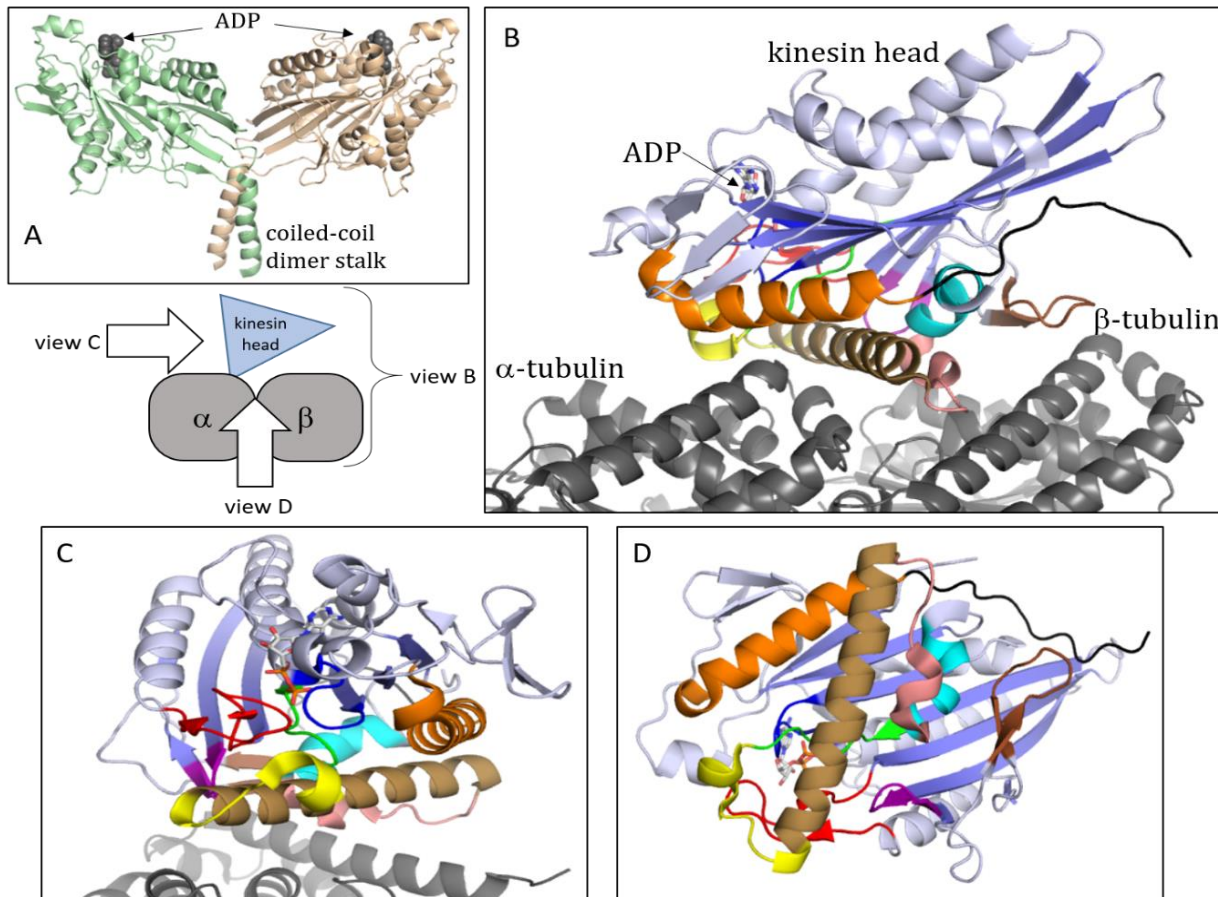 ADP
A
coiled-coil
dimer stalk
B
kinesin head
ADP
α-tubulin
β-tubulin
view C
kinesin
head
view B
α
β
view D
C
D